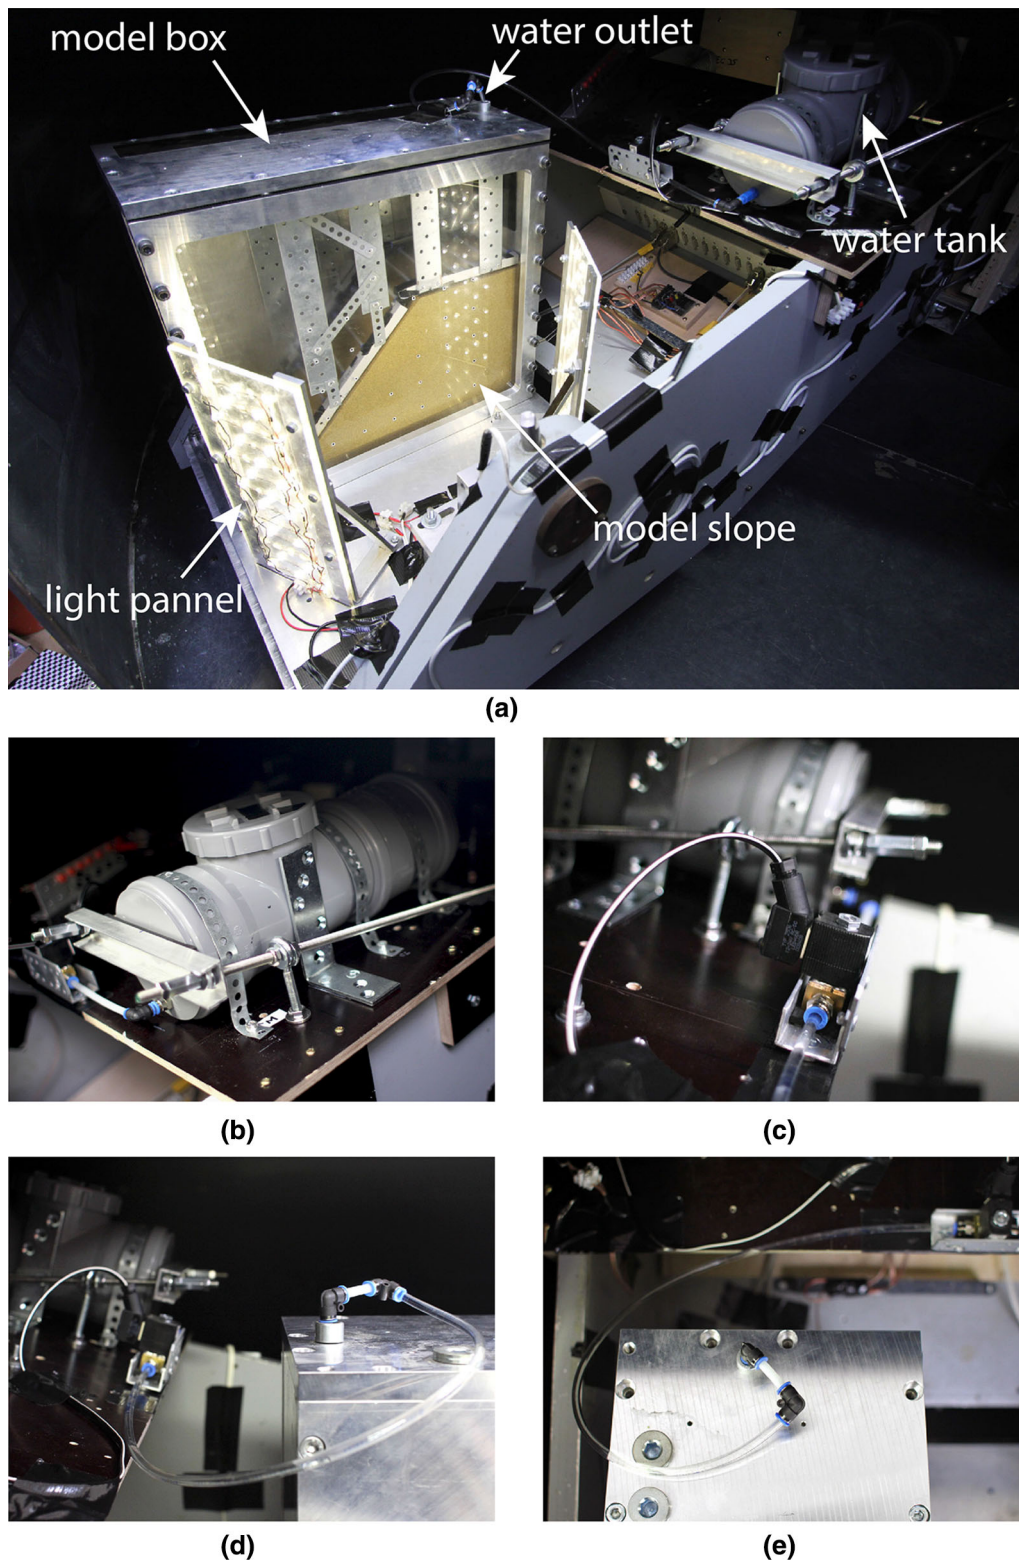 model box
water outlet
water tank
model slope
light pannel
(a)
(b)
(c)
(d)
(e)